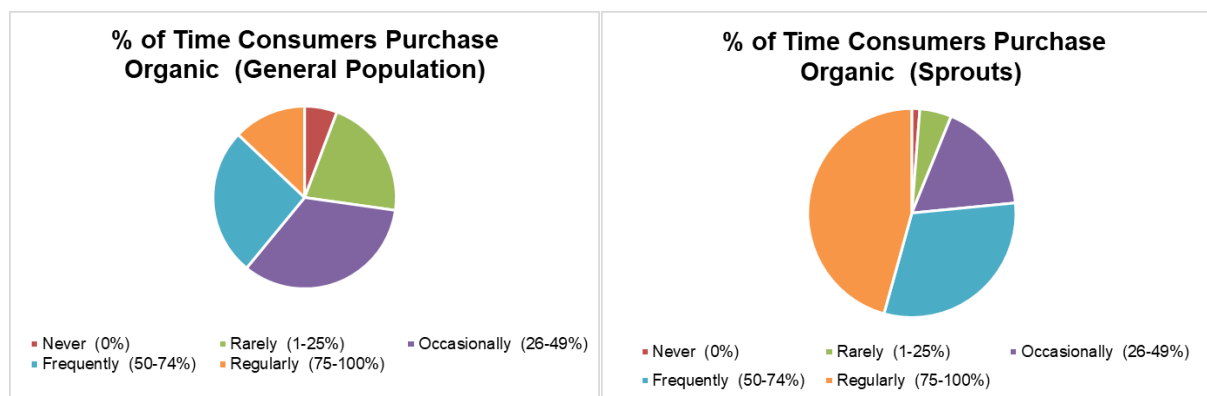 % of Time Consumers Purchase
Organic (General Population)
Never (0%) Rarely (1-25%) Occasionally (26-49%)
Frequently (50-74%) Regularly (75-100%)
% of Time Consumers Purchase
Organic (Sprouts)
Never (0%) Rarely (1-25%) Occasionally (26-49%)
Frequently (50-74%) Regularly (75-100%)